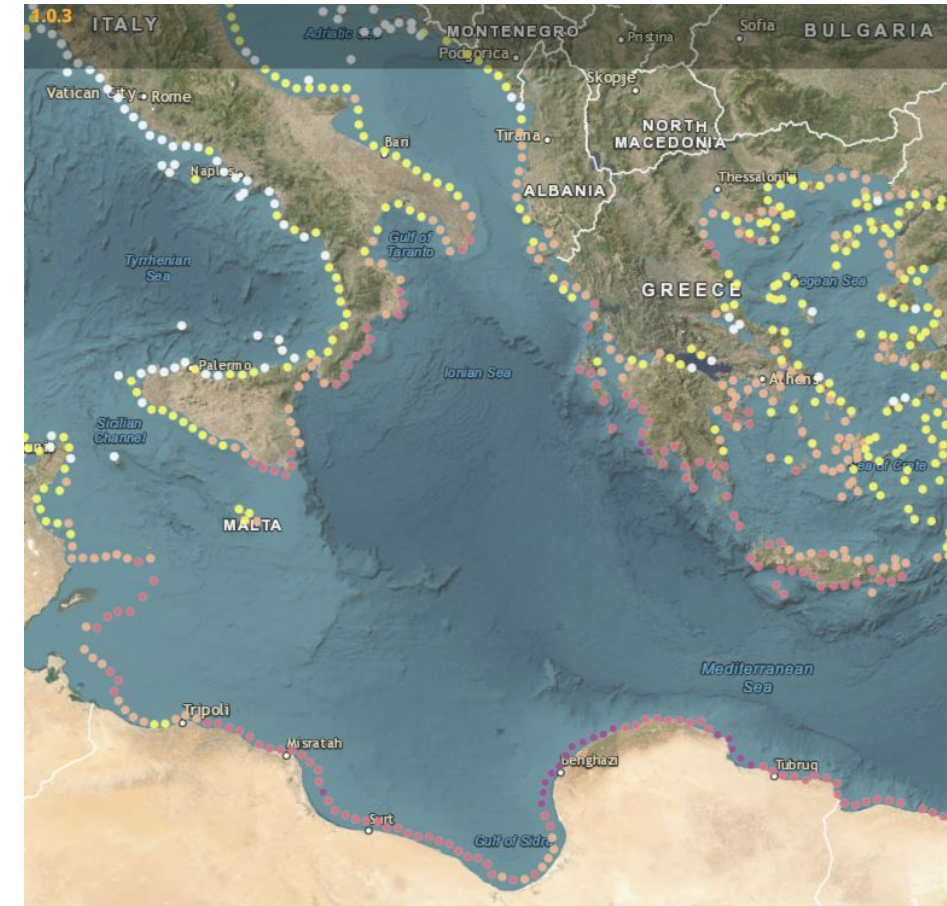 1.0.3
ITALY
Adriatic Sea
MONTENEGRO
Podgorica
Pristina
Sofia
BULGARIA
Skopje
Vatican City
Rome
Tirana
NORTH
MACEDONIA
Bari
Naples
ALBANIA
Thessaloniki
Gulf of
Taranto
Tyrrhenian
Sea
GREECE
Aegean Sea
Palermo
Ionian Sea
Athens
Sicilian
Channel
Sea of Crete
MALTA
Mediterranean
Sea
Tripoli
Misratah
Benghazi
Tubruq
Surt
Gulf of Sidra